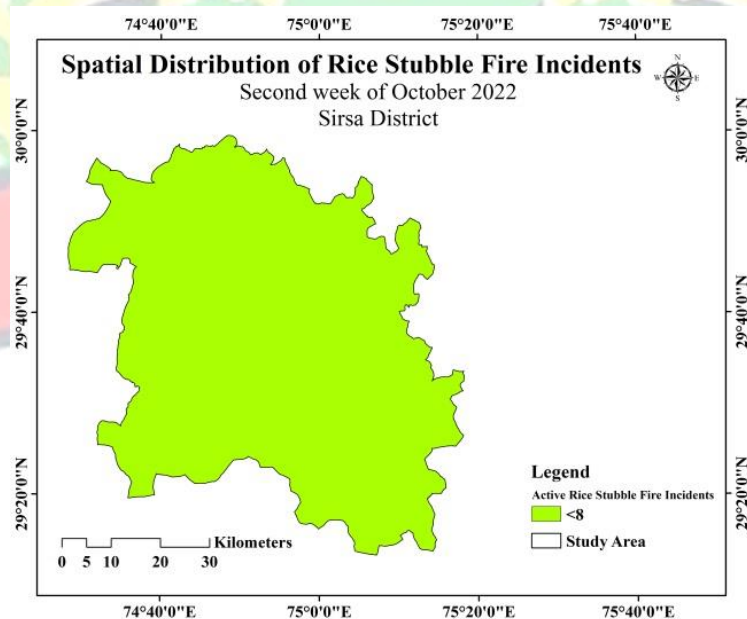 74°40'0"E 75°0'0"E 75°20'0"E 75°40'0"E
Spatial Distribution of Rice Stubble Fire Incidents
Second week of October 2022
Sirsa District
N
W E
S
30°0'0"N 30°0'0"N
29°40'0"N 29°40'0"N
29°20'0"N 29°20'0"N
Legend
Active Rice Stubble Fire Incidents
<8
Study Area
Kilometers
0 5 10 20 30
74°40'0"E 75°0'0"E 75°20'0"E 75°40'0"E